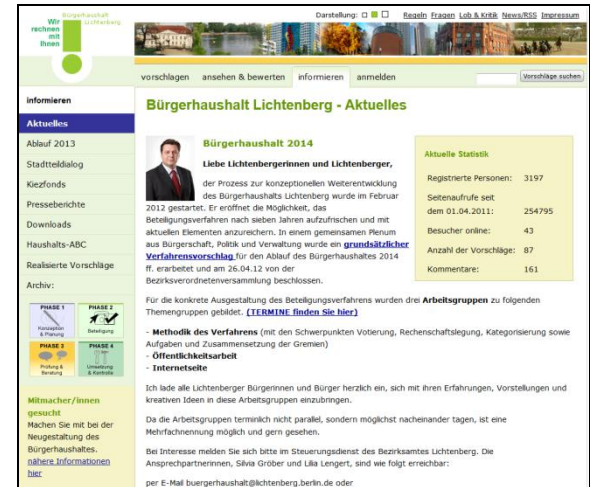 Bürgerhaushalt
Lichtenberg
Wir
rechnen
mit
Ihnen
Darstellung:
Regeln Fragen Lob & Kritik News/RSS Impressum
vorschlagen ansehen & bewerten informieren anmelden
Vorschläge suchen
informieren
Aktuelles
Ablauf 2013
Stadtteildialog
Kiezfonds
Presseberichte
Downloads
Haushalts-ABC
Realisierte Vorschläge
Archiv:
PHASE 1
Konzeption
& Planung
PHASE 2
Beteiligung
PHASE 3
Prüfung &
Beratung
PHASE 4
Umsetzung
& Kontrolle
Mitmacher/innen
gesucht
Machen Sie mit bei der
Neugestaltung des
Bürgerhaushaltes.
nähere Informationen
hier
Bürgerhaushalt Lichtenberg - Aktuelles
Bürgerhaushalt 2014
Liebe Lichtenbergerinnen und Lichtenberger,
der Prozess zur konzeptionellen Weiterentwicklung
des Bürgerhaushalts Lichtenberg wurde im Februar
2012 gestartet. Er eröffnet die Möglichkeit, das
Beteiligungsverfahren nach sieben Jahren aufzufrischen und mit
aktuellen Elementen anzureichern. In einem gemeinsamen Plenum
aus Bürgerschaft, Politik und Verwaltung wurde ein grundsätzlicher
Verfahrensvorschlag für den Ablauf des Bürgerhaushaltes 2014
ff. erarbeitet und am 26.04.12 von der
Bezirksverordnetenversammlung beschlossen.
Aktuelle Statistik
Registrierte Personen: 3197
Seitenaufrufe seit
dem 01.04.2011: 254795
Besucher online: 43
Anzahl der Vorschläge: 87
Kommentare: 161
Für die konkrete Ausgestaltung des Beteiligungsverfahrens wurden drei Arbeitsgruppen zu folgenden
Themengruppen gebildet. (TERMINE finden Sie hier)
- Methodik des Verfahrens (mit den Schwerpunkten Votierung, Rechenschaftslegung, Kategorisierung sowie
Aufgaben und Zusammensetzung der Gremien)
- Öffentlichkeitsarbeit
- Internetseite
Ich lade alle Lichtenberger Bürgerinnen und Bürger herzlich ein, sich mit ihren Erfahrungen, Vorstellungen und
kreativen Ideen in diese Arbeitsgruppen einzubringen.
Da die Arbeitsgruppen terminlich nicht parallel, sondern möglichst nacheinander tagen, ist eine
Mehrfachnennung möglich und gern gesehen.
Bei Interesse melden Sie sich bitte im Steuerungsdienst des Bezirksamtes Lichtenberg. Die
Ansprechpartnerinnen, Silvia Gröber und Lilia Lengert, sind wie folgt erreichbar:
per E-Mail buergerhaushalt@lichtenberg.berlin.de oder